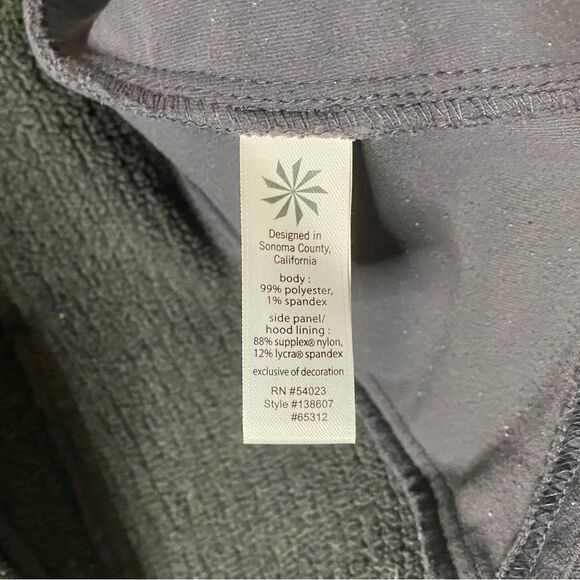 Designed in
Sonoma County,
California
body :
99% polyester,
1% spandex
side panel/
hood lining :
88% supplex® nylon,
12% lycra® spandex
exclusive of decoration
RN #54023
Style #138607
#65312